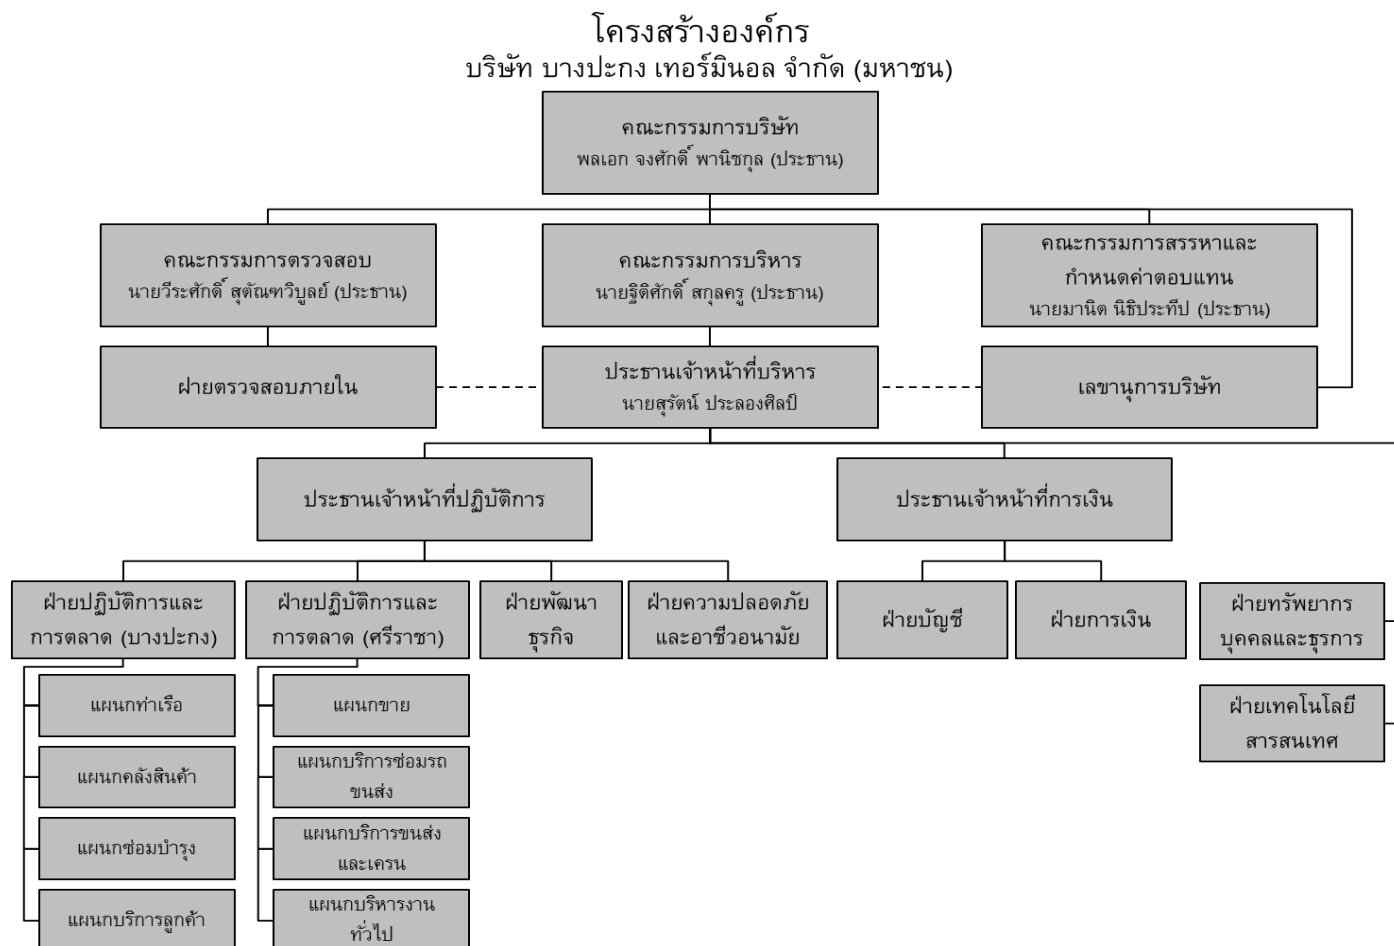 โครงสร้างองค์กร
บริษัท บางปะกง เทอร์มินอล จำกัด (มหาชน)
คณะกรรมการบริษัท
พลเอก จงศักดิ์ พานิชกุล (ประธาน)
คณะกรรมการตรวจสอบ
นายวีระศักดิ์ สุตัณฑวิบูลย์ (ประธาน)
คณะกรรมการบริหาร
นายฐิติศักดิ์ สกุลครู (ประธาน)
คณะกรรมการสรรหาและ
กำหนดค่าตอบแทน
นายมานิต นิธิประทีป (ประธาน)
ฝ่ายตรวจสอบภายใน
ประธานเจ้าหน้าที่บริหาร
นายสุรัตน์ ประลองศิลป์
เลขานุการบริษัท
ประธานเจ้าหน้าที่ปฏิบัติการ
ประธานเจ้าหน้าที่การเงิน
ฝ่ายปฏิบัติการและ
การตลาด (บางปะกง)
ฝ่ายปฏิบัติการและ
การตลาด (ศรีราชา)
ฝ่ายพัฒนา
ธุรกิจ
ฝ่ายความปลอดภัย
และอาชีวอนามัย
ฝ่ายบัญชี
ฝ่ายการเงิน
ฝ่ายทรัพยากร
บุคคลและธุรการ
แผนกท่าเรือ
แผนกคลังสินค้า
แผนกซ่อมบำรุง
แผนกบริการลูกค้า
แผนกขาย
แผนกบริการซ่อมรถ
ขนส่ง
แผนกบริการขนส่ง
และเครน
แผนกบริหารงาน
ทั่วไป
ฝ่ายเทคโนโลยี
สารสนเทศ